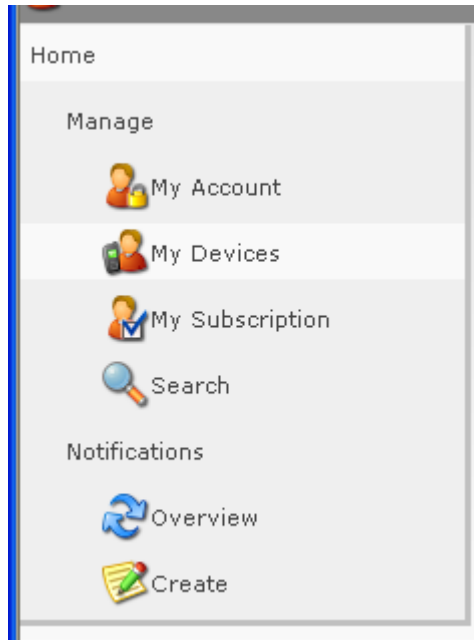 Home
Manage
My Account
My Devices
My Subscription
Search
Notifications
Overview
Create